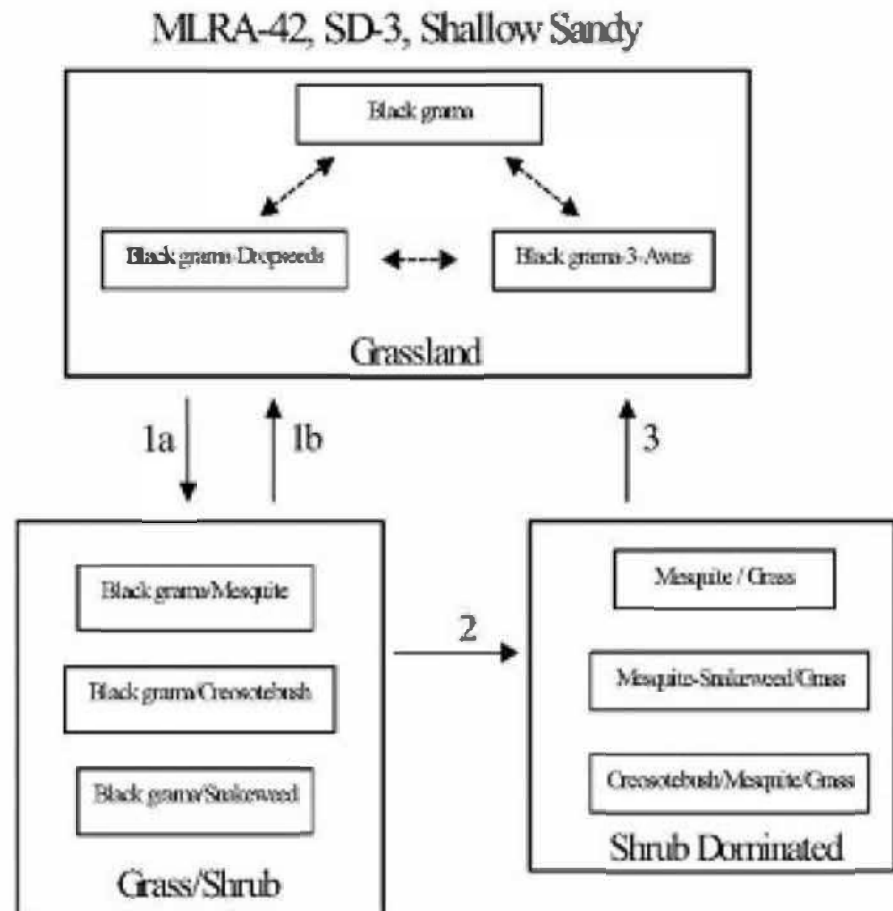 MLRA-42, SD-3, Shallow Sandy
Black grama
Black grama-Dropseeds
Black grama-3-Awns
Grassland
1a
1b
3
Black grama/Mesquite
Black grama/Creosotebush
Black grama/Snakeweed
Grass/Shrub
2
Mesquite / Grass
Mesquite-Snakeweed/Grass
Creosotebush/Mesquite/Grass
Shrub Dominated